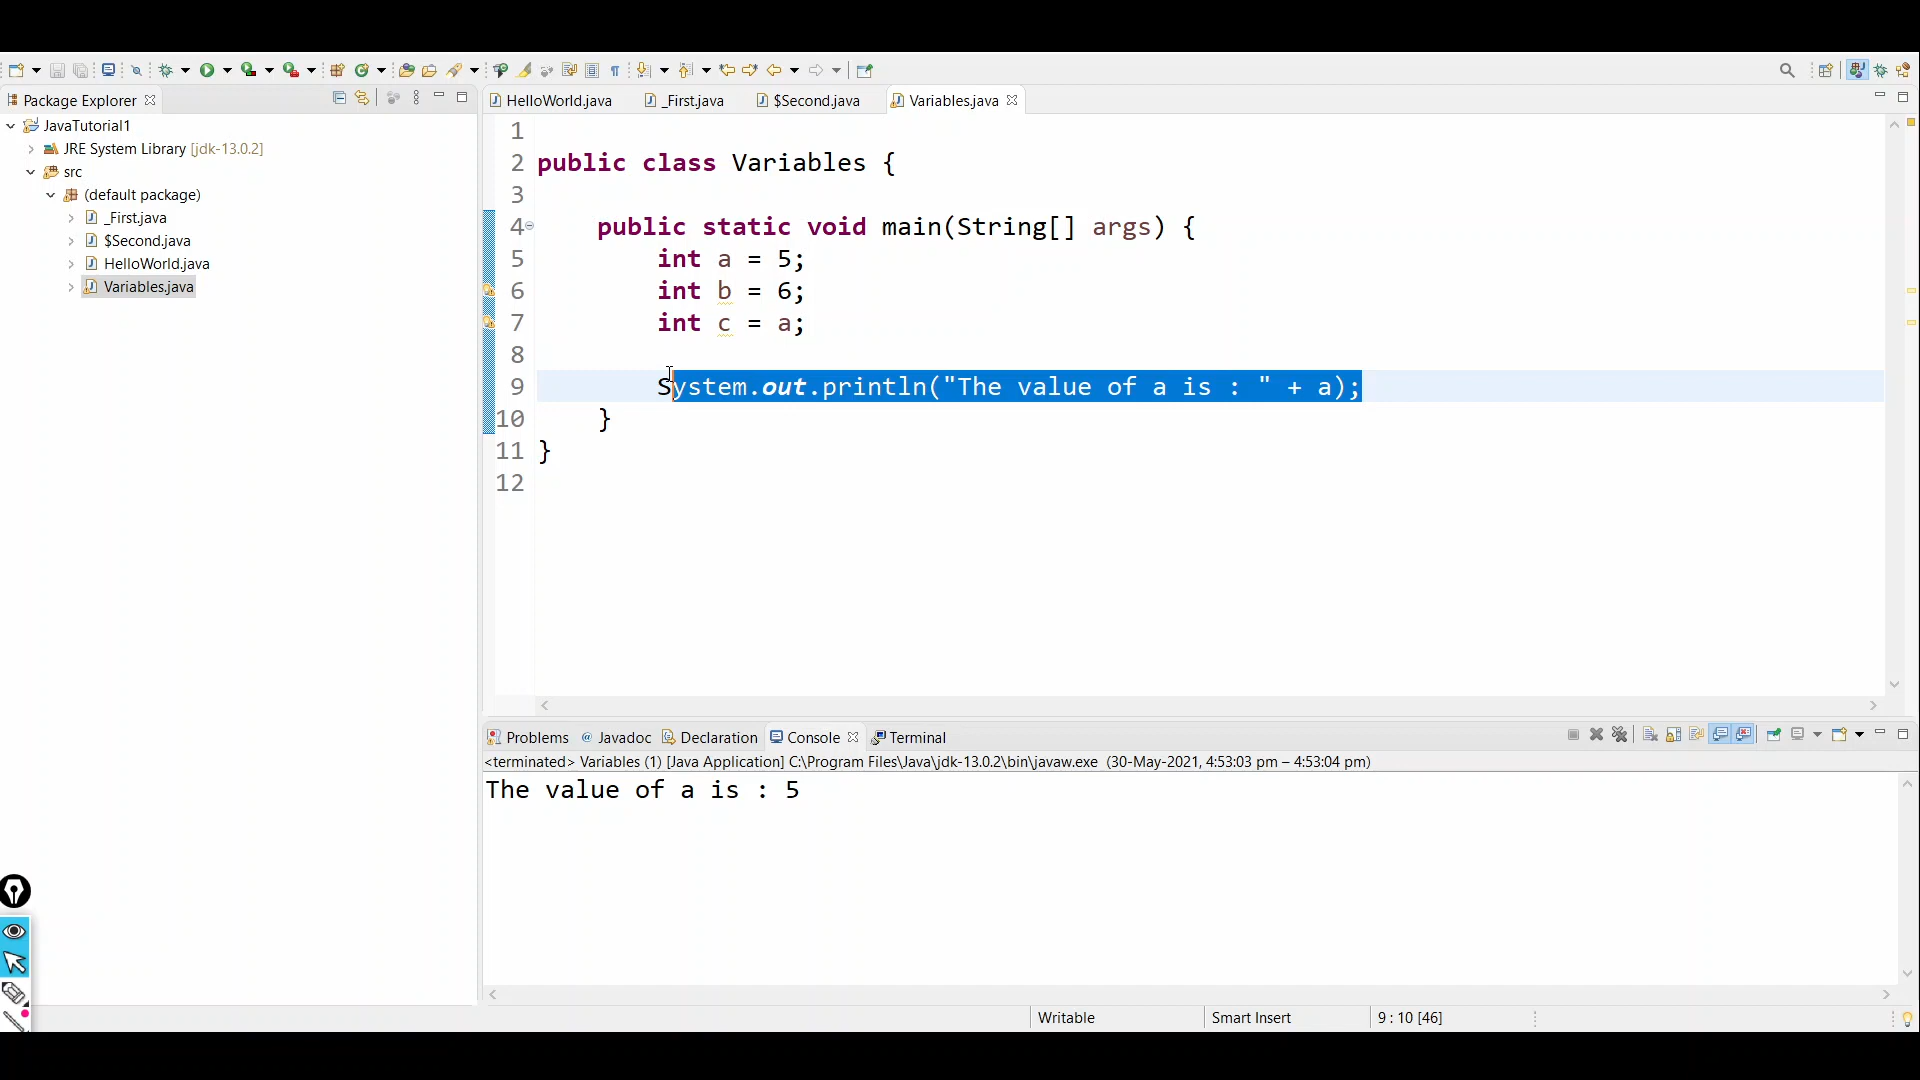 Package Explorer
HelloWorld.java
_First.java
$Second.java
Variables.java
JavaTutorial1
JRE System Library [jdk-13.0.2]
src
(default package)
_First.java
$Second.java
HelloWorld.java
Variables.java
1
2 public class Variables {
3
4 public static void main(String[] args) {
5 int a = 5;
6 int b = 6;
7 int c = a;
8
9 System.out.println("The value of a is : " + a);
10 }
11 }
12
Problems @ Javadoc Declaration Console Terminal
<terminated> Variables (1) [Java Application] C:\Program Files\Java\jdk-13.0.2\bin\javaw.exe (30-May-2021, 4:53:03 pm – 4:53:04 pm)
The value of a is : 5
Writable
Smart Insert
9 : 10 [46]